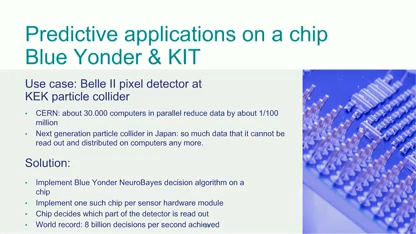 Predictive applications on a chip
Blue Yonder & KIT
Use case: Belle II pixel detector at
KEK particle collider
• CERN: about 30.000 computers in parallel reduce data by about 1/100
million
• Next generation particle collider in Japan: so much data that it cannot be
read out and distributed on computers any more.
Solution:
• Implement Blue Yonder NeuroBayes decision algorithm on a
chip
• Implement one such chip per sensor hardware module
• Chip decides which part of the detector is read out
• World record: 8 billion decisions per second achieved